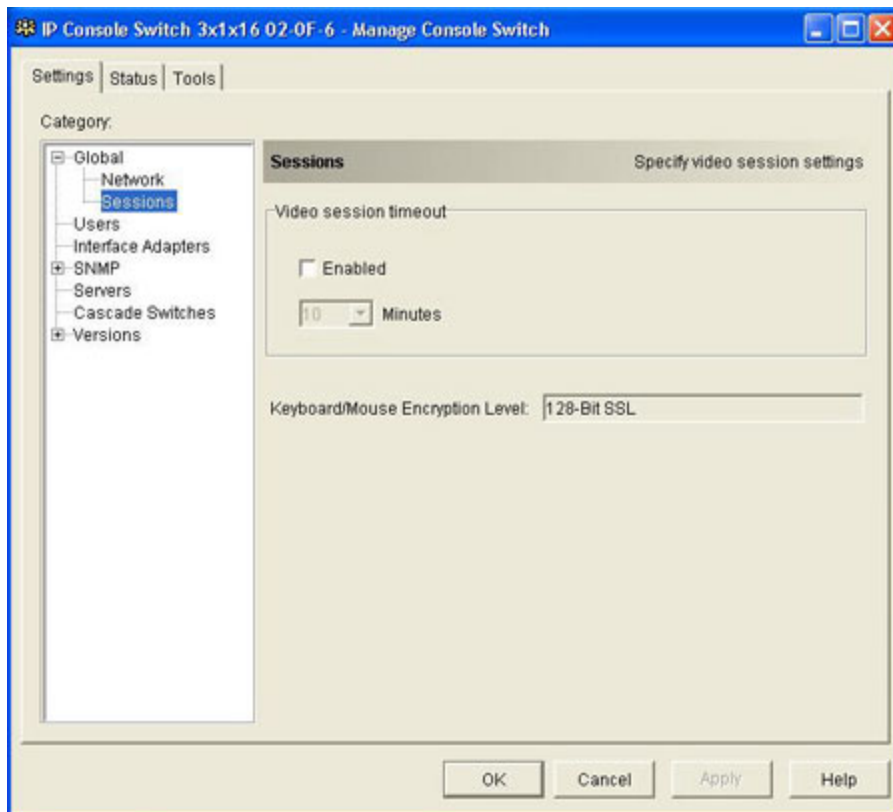 IP Console Switch 3x1x16 02-0F-6 - Manage Console Switch
Settings Status Tools
Category:
Global
Network
Sessions
Users
Interface Adapters
SNMP
Servers
Cascade Switches
Versions
Sessions Specify video session settings
Video session timeout
Enabled
10 Minutes
Keyboard/Mouse Encryption Level: 128-Bit SSL
OK Cancel Apply Help